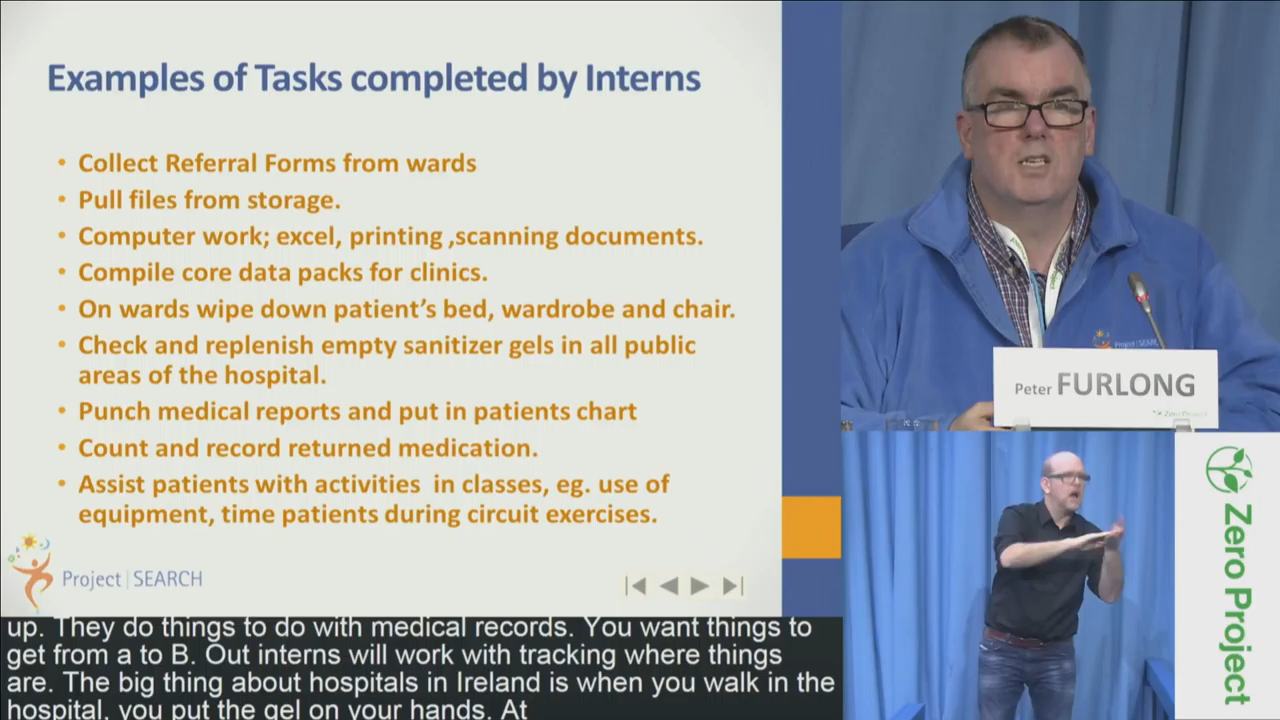 Examples of Tasks completed by Interns
• Collect Referral Forms from wards
• Pull files from storage.
• Computer work; excel, printing ,scanning documents.
• Compile core data packs for clinics.
• On wards wipe down patient’s bed, wardrobe and chair.
• Check and replenish empty sanitizer gels in all public
areas of the hospital.
• Punch medical reports and put in patients chart
• Count and record returned medication.
• Assist patients with activities  in classes, eg. use of
equipment, time patients during circuit exercises.
Project|SEARCH
up. They do things to do with medical records. You want things to
get from a to B. Out interns will work with tracking where things
are. The big thing about hospitals in Ireland is when you walk in the
hospital, you put the gel on your hands. At
Project|SEARCH
Peter FURLONG
Zero Project
Zero Project